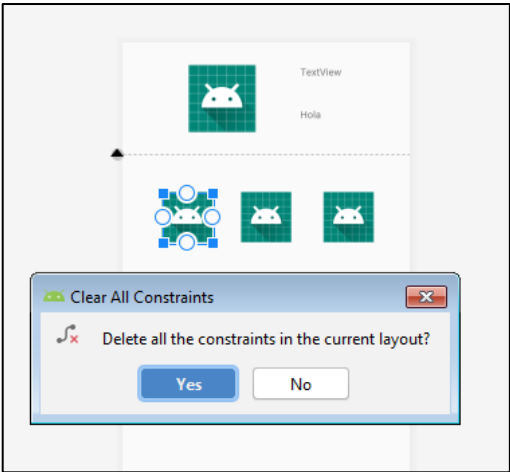 TextView
Hola
Clear All Constraints
Delete all the constraints in the current layout?
Yes
No